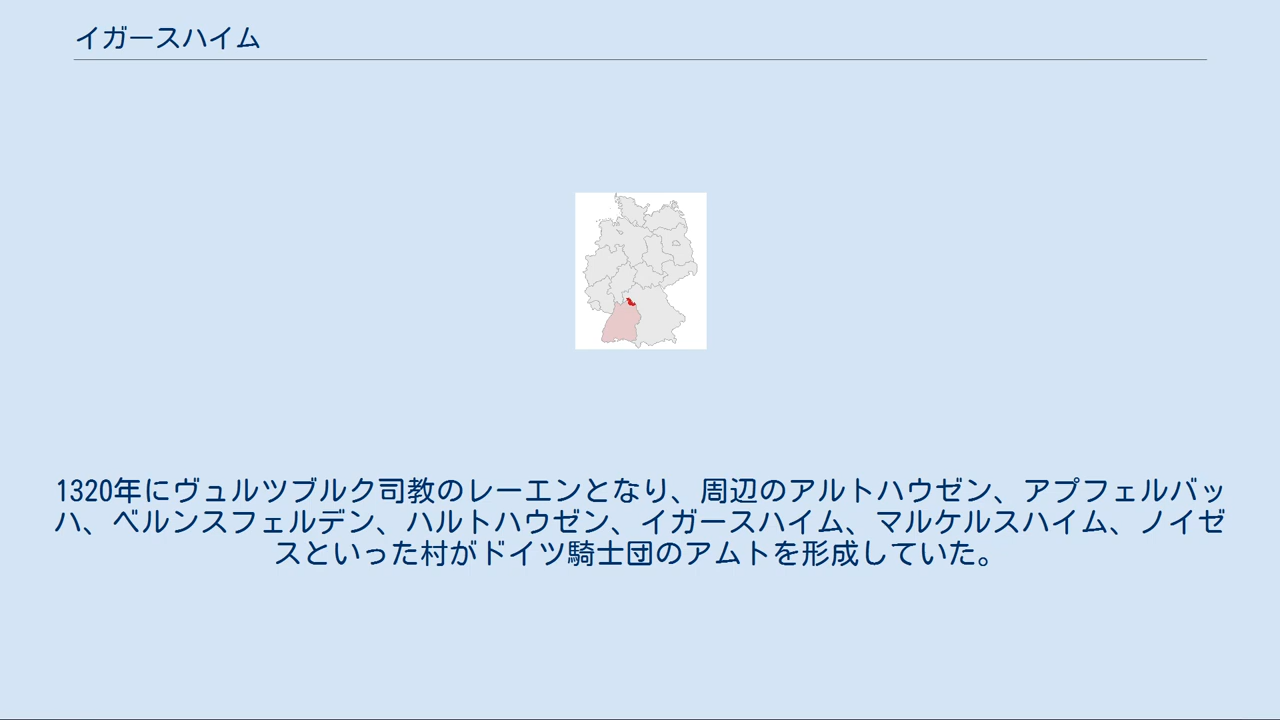 イガースハイム
1320年にヴュルツブルク司教のレーエンとなり、周辺のアルトハウゼン、アプフェルバッ
ハ、ベルンスフェルデン、ハルトハウゼン、イガースハイム、マルケルスハイム、ノイゼ
スといった村がドイツ騎士団のアムトを形成していた。